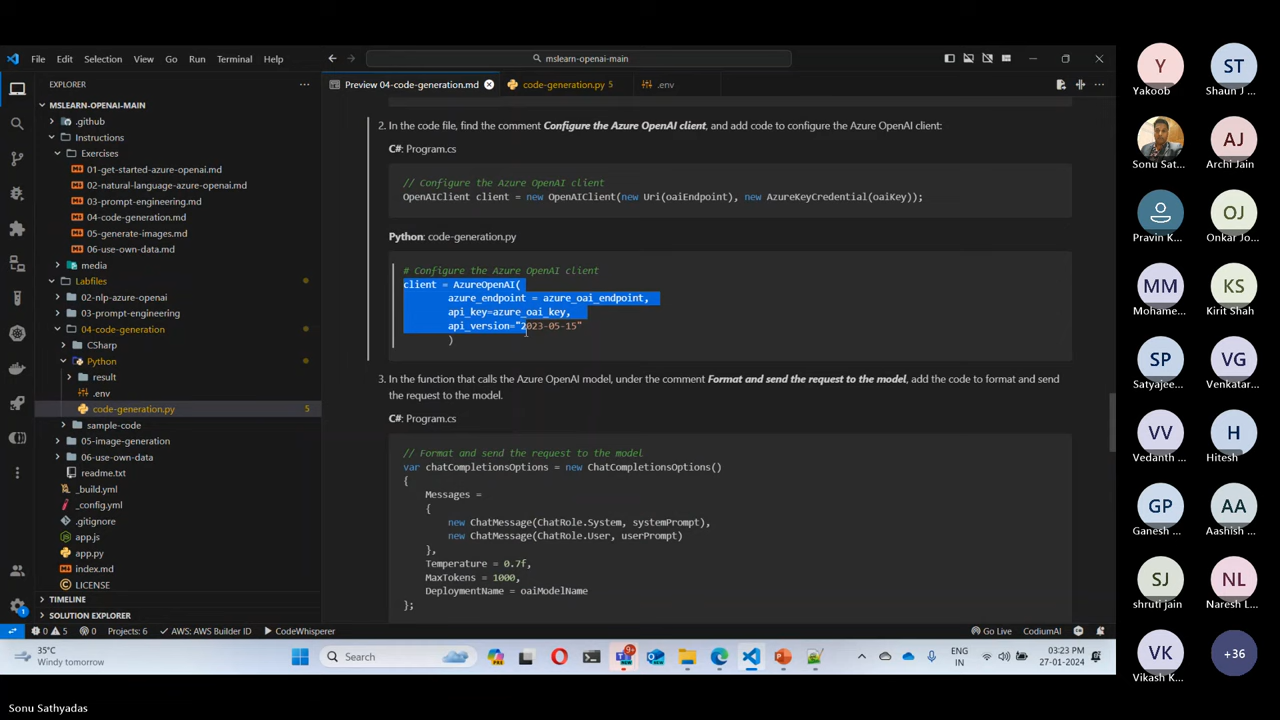 File Edit Selection View Go Run Terminal Help
mslearn-openai-main
EXPLORER
Preview 04-code-generation.md
code-generation.py 5
.env
MSLEARN-OPENAI-MAIN
.github
Instructions
Exercises
01-get-started-azure-openai.md
02-natural-language-azure-openai.md
03-prompt-engineering.md
04-code-generation.md
05-generate-images.md
06-use-own-data.md
media
Labfiles
02-nlp-azure-openai
03-prompt-engineering
04-code-generation
CSharp
Python
result
.env
code-generation.py 5
sample-code
05-image-generation
06-use-own-data
readme.txt
_build.yml
_config.yml
.gitignore
app.js
app.py
index.md
LICENSE
TIMELINE
SOLUTION EXPLORER
2. In the code file, find the comment Configure the Azure OpenAI client, and add code to configure the Azure OpenAI client:
C#: Program.cs
// Configure the Azure OpenAI client
OpenAIClient client = new OpenAIClient(new Uri(oaiEndpoint), new AzureKeyCredential(oaiKey));
Python: code-generation.py
# Configure the Azure OpenAI client
client = AzureOpenAI(
azure_endpoint = azure_oai_endpoint,
api_key=azure_oai_key,
api_version="2023-05-15"
)
3. In the function that calls the Azure OpenAI model, under the comment Format and send the request to the model, add the code to format and send
the request to the model.
C#: Program.cs
// Format and send the request to the model
var chatCompletionsOptions = new ChatCompletionsOptions()
{
Messages =
{
new ChatMessage(ChatRole.System, systemPrompt),
new ChatMessage(ChatRole.User, userPrompt)
},
Temperature = 0.7f,
MaxTokens = 1000,
DeploymentName = oaiModelName
};
0 5 0 Projects: 6 AWS: AWS Builder ID CodeWhisperer
Go Live CodiumAI
35°C
Windy tomorrow
Search
9+
ENG
IN
03:23 PM
27-01-2024
Y
Yakoob
ST
Shaun J ...
Sonu Sat...
AJ
Archi Jain
Pravin K...
OJ
Onkar Jo...
MM
Mohame...
KS
Kirit Shah
SP
Satyajee...
VG
Venkatar...
VV
Vedanth ...
H
Hitesh
GP
Ganesh ...
AA
Aashish ...
SJ
shruti jain
NL
Naresh L...
VK
Vikash K...
+36
Sonu Sathyadas